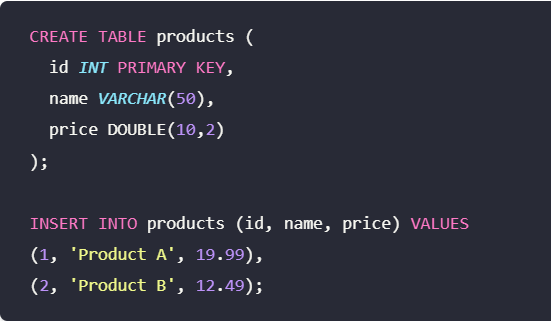 CREATE TABLE products (
  id INT PRIMARY KEY,
  name VARCHAR(50),
  price DOUBLE(10,2)
);

INSERT INTO products (id, name, price) VALUES
(1, 'Product A', 19.99),
(2, 'Product B', 12.49);